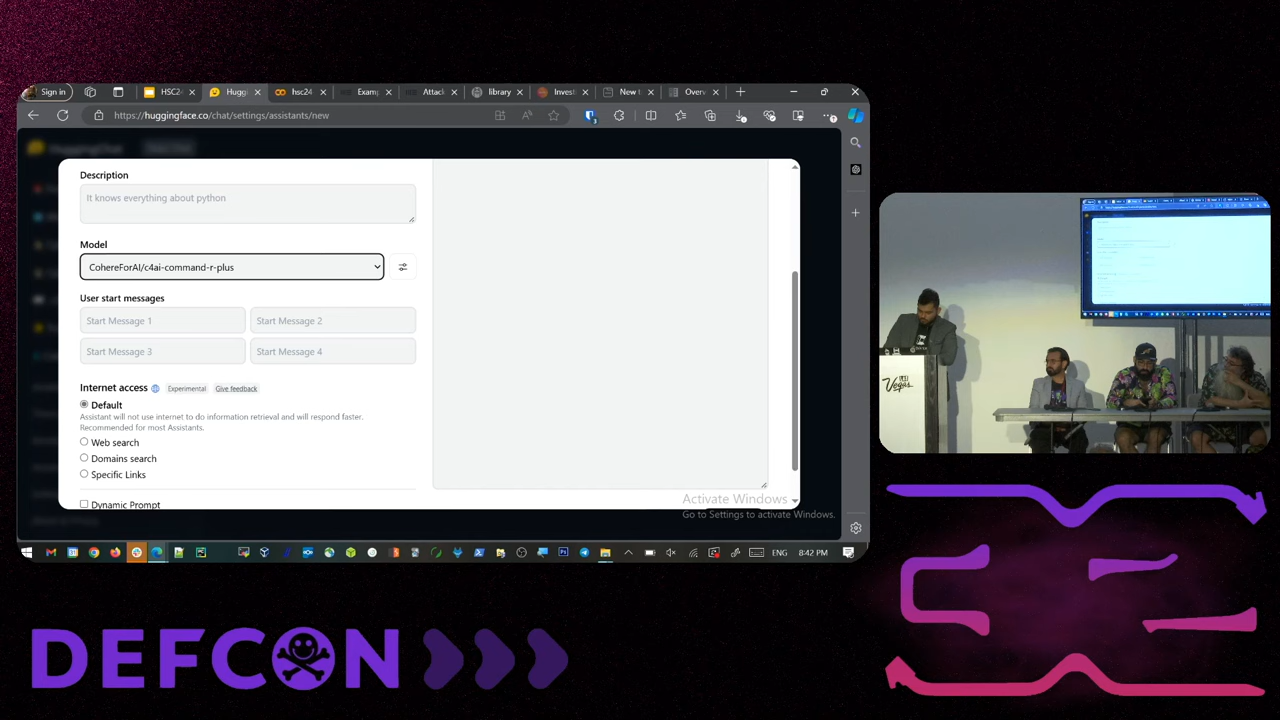 Sign in
HSC24
Huggi
hsc24
Examp
Attack
library
Invest
New t
Overv
https://huggingface.co/chat/settings/assistants/new
HuggingChat
Description
It knows everything about python
Model
CohereForAI/c4ai-command-r-plus
User start messages
Start Message 1
Start Message 2
Start Message 3
Start Message 4
Internet access
Experimental
Give feedback
Default
Assistant will not use internet to do information retrieval and will respond faster.
Recommended for most Assistants.
Web search
Domains search
Specific Links
Dynamic Prompt
Activate Windows
Go to Settings to activate Windows.
ENG
8:42 PM
Vegas
DEFCON